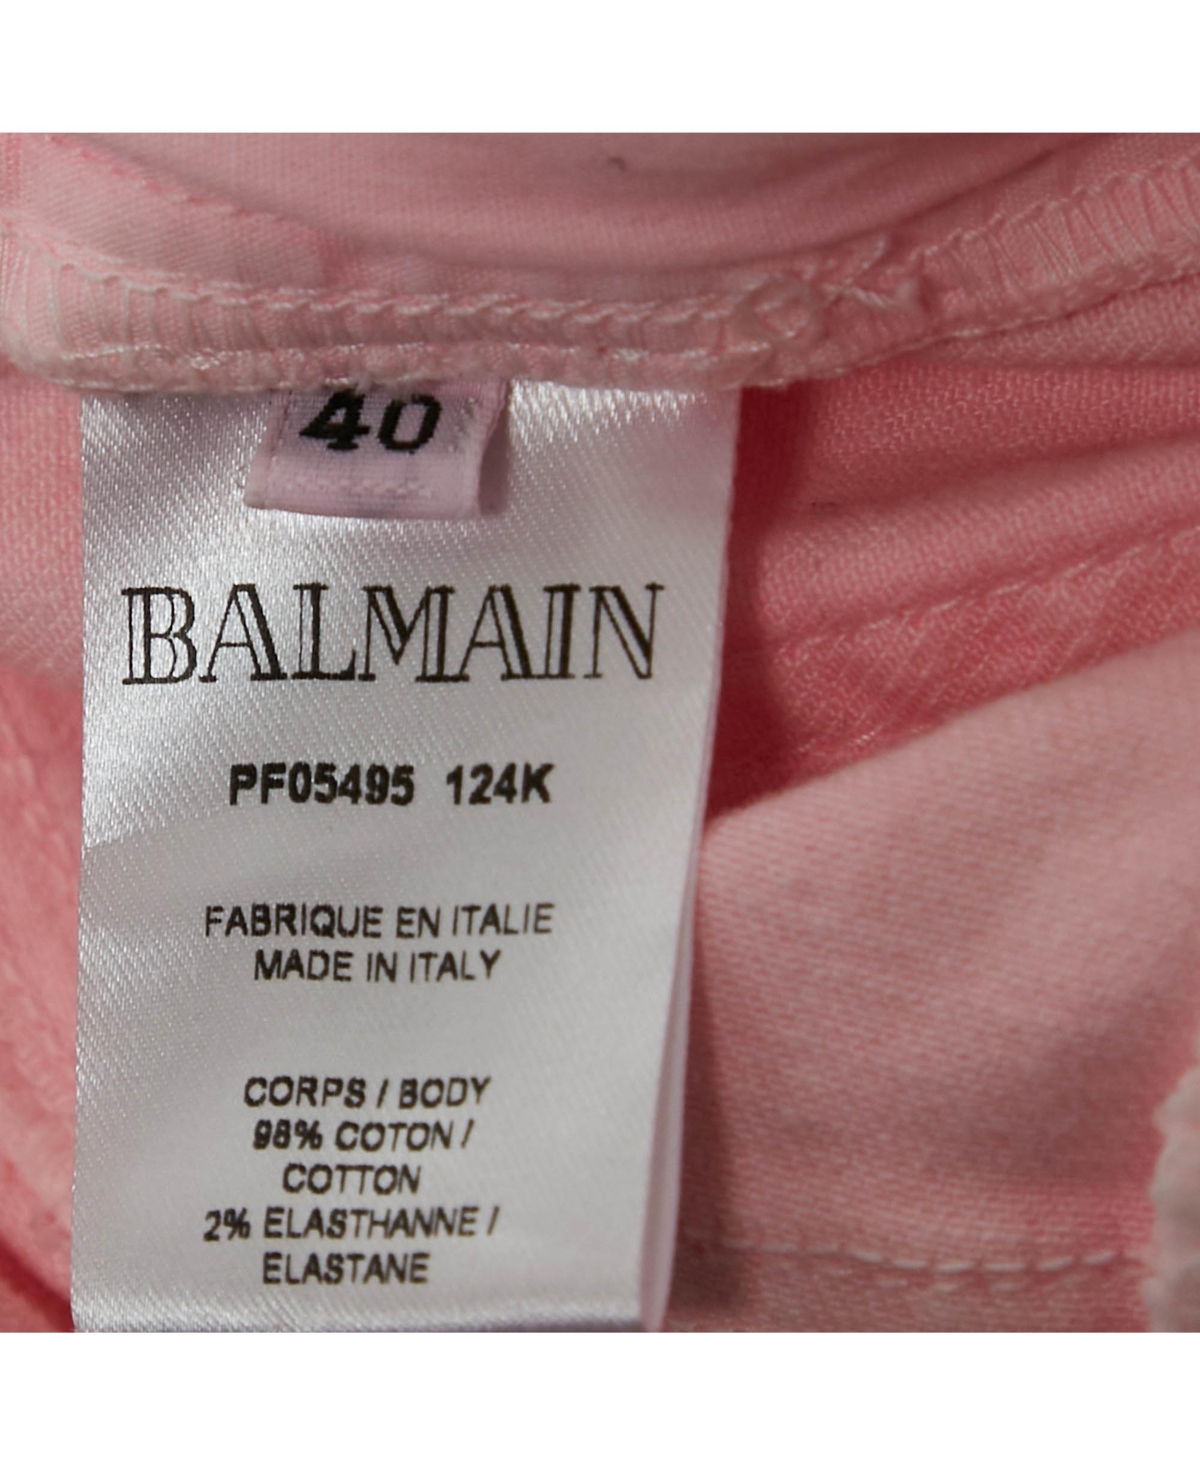 40
BALMAIN
PF05495 124K
FABRIQUE EN ITALIE
MADE IN ITALY
CORPS / BODY
98% COTON /
COTTON
2% ELASTHANNE /
ELASTANE